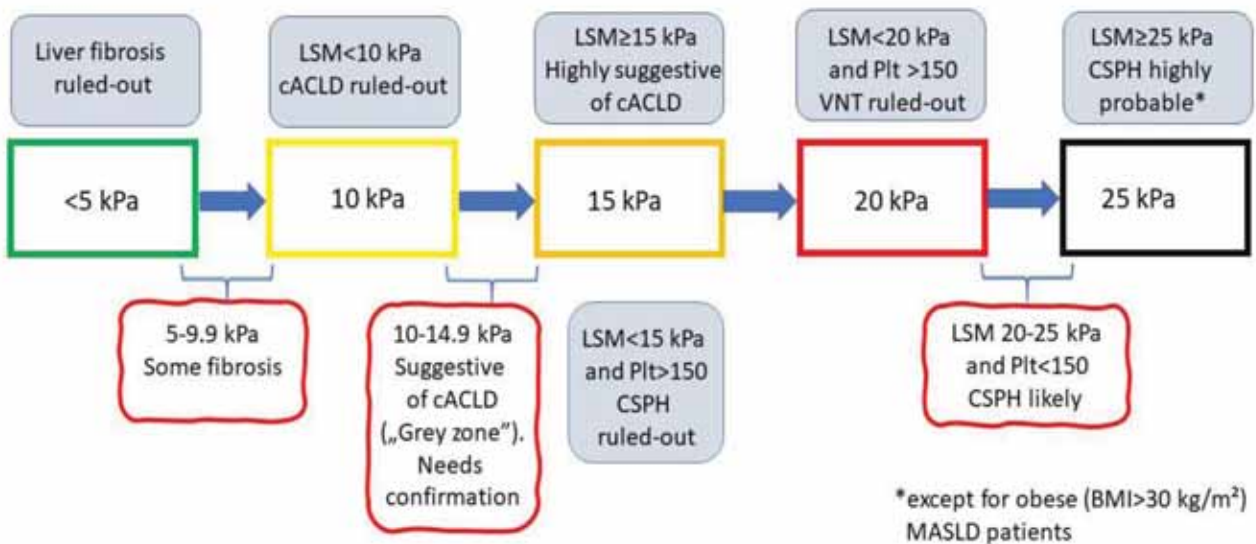 Liver fibrosis
ruled-out
LSM<10 kPa
cACLD ruled-out
LSM≥15 kPa
Highly suggestive
of cACLD
LSM<20 kPa
and Plt >150
VNT ruled-out
LSM≥25 kPa
CSPH highly
probable*
<5 kPa
10 kPa
15 kPa
20 kPa
25 kPa
5-9.9 kPa
Some fibrosis
10-14.9 kPa
Suggestive
of cACLD
(„Grey zone”).
Needs
confirmation
LSM<15 kPa
and Plt>150
CSPH
ruled-out
LSM 20-25 kPa
and Plt<150
CSPH likely
*except for obese (BMI>30 kg/m²)
MASLD patients